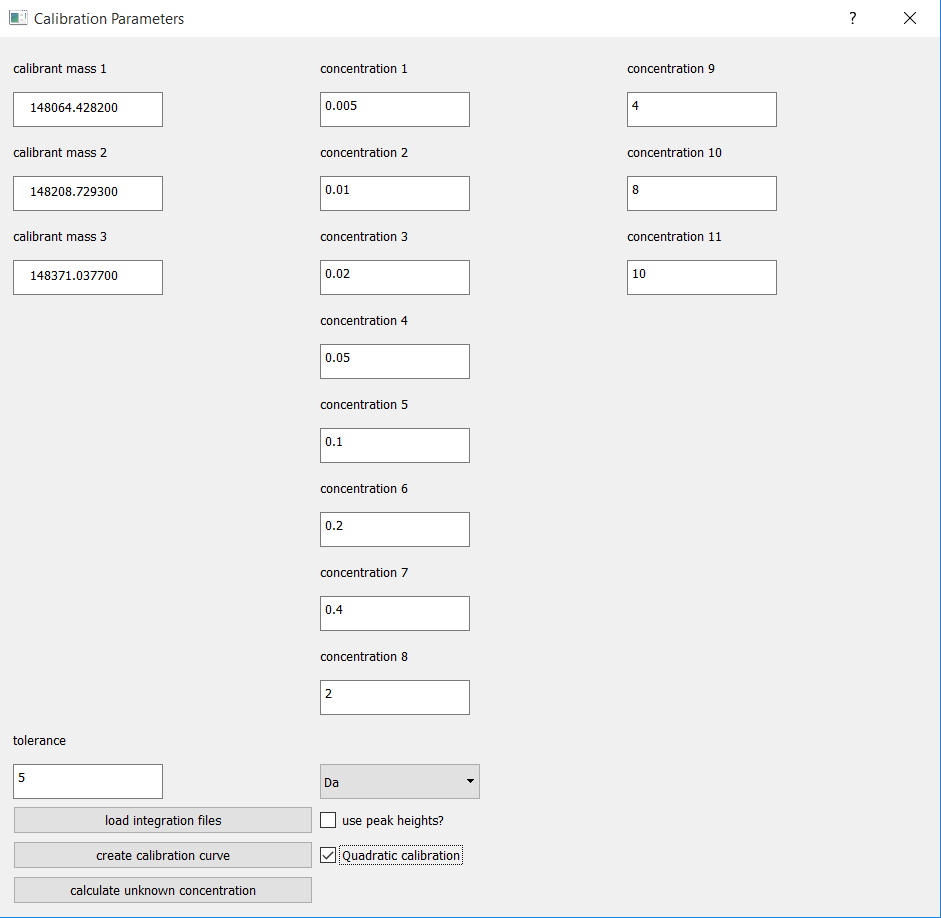 Calibration Parameters
?
calibrant mass 1
148064.428200
calibrant mass 2
148208.729300
calibrant mass 3
148371.037700
concentration 1
0.005
concentration 2
0.01
concentration 3
0.02
concentration 4
0.05
concentration 5
0.1
concentration 6
0.2
concentration 7
0.4
concentration 8
2
concentration 9
4
concentration 10
8
concentration 11
10
tolerance
5
Da
load integration files
use peak heights?
create calibration curve
Quadratic calibration
calculate unknown concentration